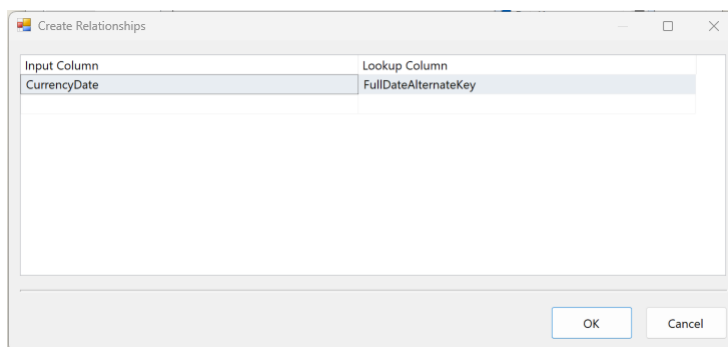 Create Relationships
Input Column Lookup Column
CurrencyDate FullDateAlternateKey
OK Cancel